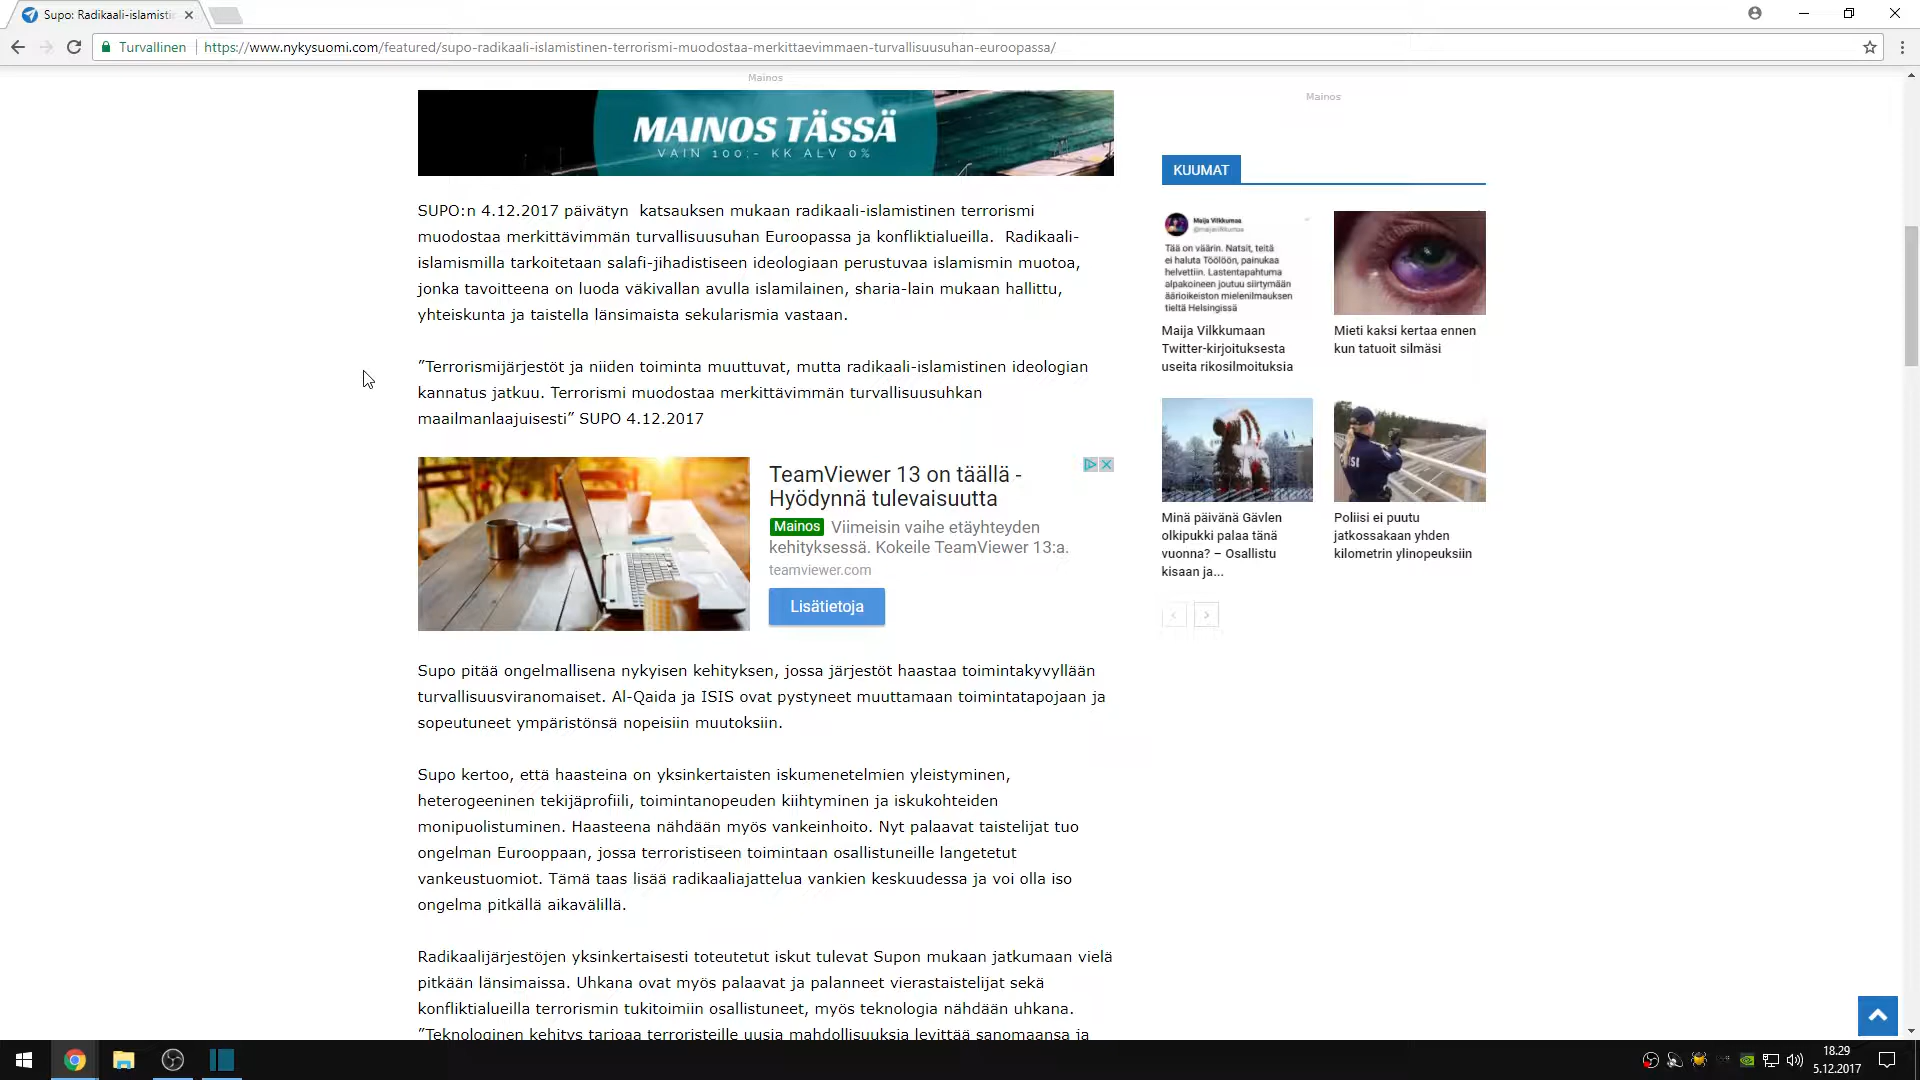 Supo: Radikaali-islamistin
Turvallinen
https://www.nykysuomi.com/featured/supo-radikaali-islamistinen-terrorismi-muodostaa-merkittaevimmaen-turvallisuusuhan-euroopassa/
Mainos
MAINOS TÄSSÄ
VAIN 100,- KK ALV 0%
SUPO:n 4.12.2017 päivätyn  katsauksen mukaan radikaali-islamistinen terrorismi
muodostaa merkittävimmän turvallisuusuhan Euroopassa ja konfliktialueilla.  Radikaali-
islamismilla tarkoitetaan salafi-jihadistiseen ideologiaan perustuvaa islamismin muotoa,
jonka tavoitteena on luoda väkivallan avulla islamilainen, sharia-lain mukaan hallittu,
yhteiskunta ja taistella länsimaista sekularismia vastaan.
”Terrorismijärjestöt ja niiden toiminta muuttuvat, mutta radikaali-islamistinen ideologian
kannatus jatkuu. Terrorismi muodostaa merkittävimmän turvallisuusuhkan
maailmanlaajuisesti” SUPO 4.12.2017
TeamViewer 13 on täällä -
Hyödynnä tulevaisuutta
Mainos Viimeisin vaihe etäyhteyden
kehityksessä. Kokeile TeamViewer 13:a.
teamviewer.com
Lisätietoja
Supo pitää ongelmallisena nykyisen kehityksen, jossa järjestöt haastaa toimintakyvyllään
turvallisuusviranomaiset. Al-Qaida ja ISIS ovat pystyneet muuttamaan toimintatapojaan ja
sopeutuneet ympäristönsä nopeisiin muutoksiin.
Supo kertoo, että haasteina on yksinkertaisten iskumenetelmien yleistyminen,
heterogeeninen tekijäprofiili, toimintanopeuden kiihtyminen ja iskukohteiden
monipuolistuminen. Haasteena nähdään myös vankeinhoito. Nyt palaavat taistelijat tuo
ongelman Eurooppaan, jossa terroristiseen toimintaan osallistuneille langetetut
vankeustuomiot. Tämä taas lisää radikaaliajattelua vankien keskuudessa ja voi olla iso
ongelma pitkällä aikavälillä.
Radikaalijärjestöjen yksinkertaisesti toteutetut iskut tulevat Supon mukaan jatkumaan vielä
pitkään länsimaissa. Uhkana ovat myös palaavat ja palanneet vierastaistelijat sekä
konfliktialueilla terrorismin tukitoimiin osallistuneet, myös teknologia nähdään uhkana.
”Teknologinen kehitys tarjoaa terroristeille uusia mahdollisuuksia levittää sanomaansa ja
Mainos
KUUMAT
Maija Vilkkumaa
@maijavilkkumaa
Tää on väärin. Natsit, teitä
ei haluta Töölöön, painukaa
helvettiin. Lastentapahtuma
alpakoineen joutuu siirtymään
äärioikeiston mielenilmauksen
tieltä Helsingissä
Maija Vilkkumaan
Twitter-kirjoituksesta
useita rikosilmoituksia
Mieti kaksi kertaa ennen
kun tatuoit silmäsi
Minä päivänä Gävlen
olkipukki palaa tänä
vuonna? – Osallistu
kisaan ja...
Poliisi ei puutu
jatkossakaan yhden
kilometrin ylinopeuksiin
18.29
5.12.2017